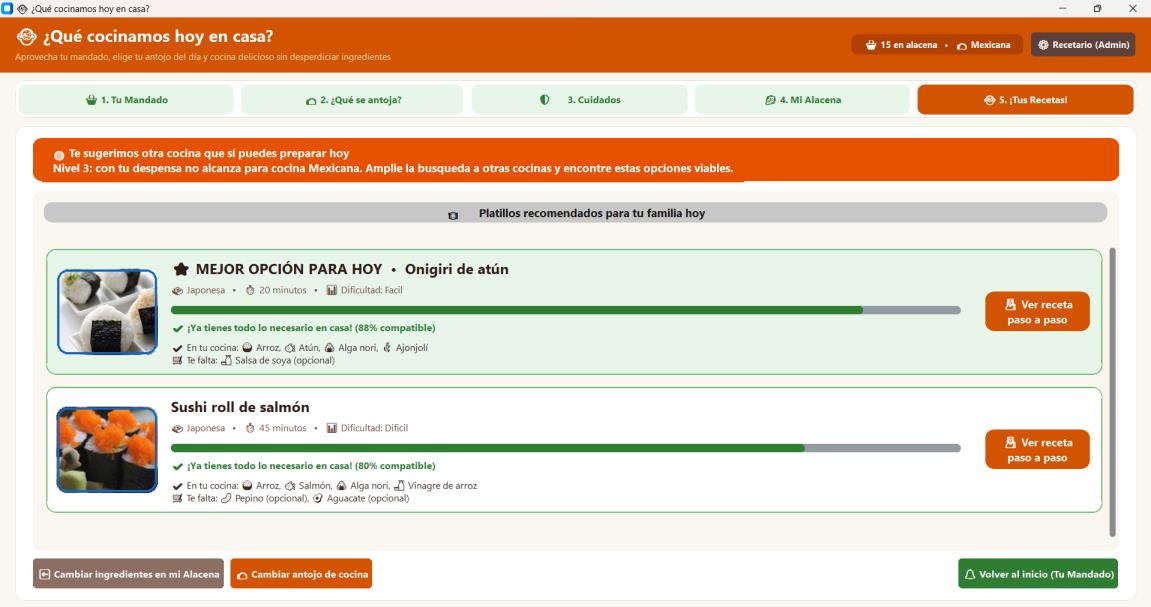 ¿Qué cocinamos hoy en casa?
¿Qué cocinamos hoy en casa?
Aprovecha tu mandado, elige tu antojo del día y cocina delicioso sin desperdiciar ingredientes
15 en alacena • Mexicana
Recetario (Admin)
1. Tu Mandado
2. ¿Qué se antoja?
3. Cuidados
4. Mi Alacena
5. ¡Tus Recetas!
Te sugerimos otra cocina que sí puedes preparar hoy
Nivel 3: con tu despensa no alcanza para cocina Mexicana. Amplie la busqueda a otras cocinas y encontre estas opciones viables.
Platillos recomendados para tu familia hoy
MEJOR OPCIÓN PARA HOY • Onigiri de atún
Japonesa • 20 minutos • Dificultad: Facil
¡Ya tienes todo lo necesario en casa! (88% compatible)
En tu cocina: Arroz, Atún, Alga nori, Ajonjolí
Te falta: Salsa de soya (opcional)
Ver receta
paso a paso
Sushi roll de salmón
Japonesa • 45 minutos • Dificultad: Dificil
¡Ya tienes todo lo necesario en casa! (80% compatible)
En tu cocina: Arroz, Salmón, Alga nori, Vinagre de arroz
Te falta: Pepino (opcional), Aguacate (opcional)
Ver receta
paso a paso
Cambiar ingredientes en mi Alacena
Cambiar antojo de cocina
Volver al inicio (Tu Mandado)